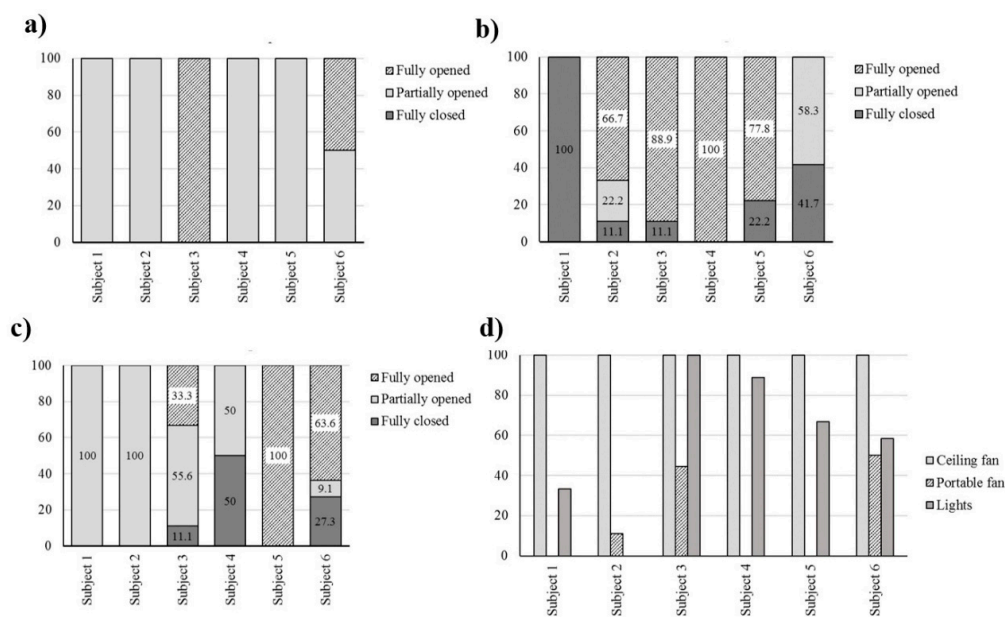 a)
100
80
60
40
20
0
Fully opened
Partially opened
Fully closed
Subject 1
Subject 2
Subject 3
Subject 4
Subject 5
Subject 6
b)
100
80
60
40
20
0
100
66.7
22.2
11.1
88.9
11.1
100
77.8
22.2
58.3
41.7
Fully opened
Partially opened
Fully closed
Subject 1
Subject 2
Subject 3
Subject 4
Subject 5
Subject 6
c)
100
80
60
40
20
0
100
100
33.3
55.6
11.1
50
50
100
63.6
9.1
27.3
Fully opened
Partially opened
Fully closed
Subject 1
Subject 2
Subject 3
Subject 4
Subject 5
Subject 6
d)
100
80
60
40
20
0
Ceiling fan
Portable fan
Lights
Subject 1
Subject 2
Subject 3
Subject 4
Subject 5
Subject 6